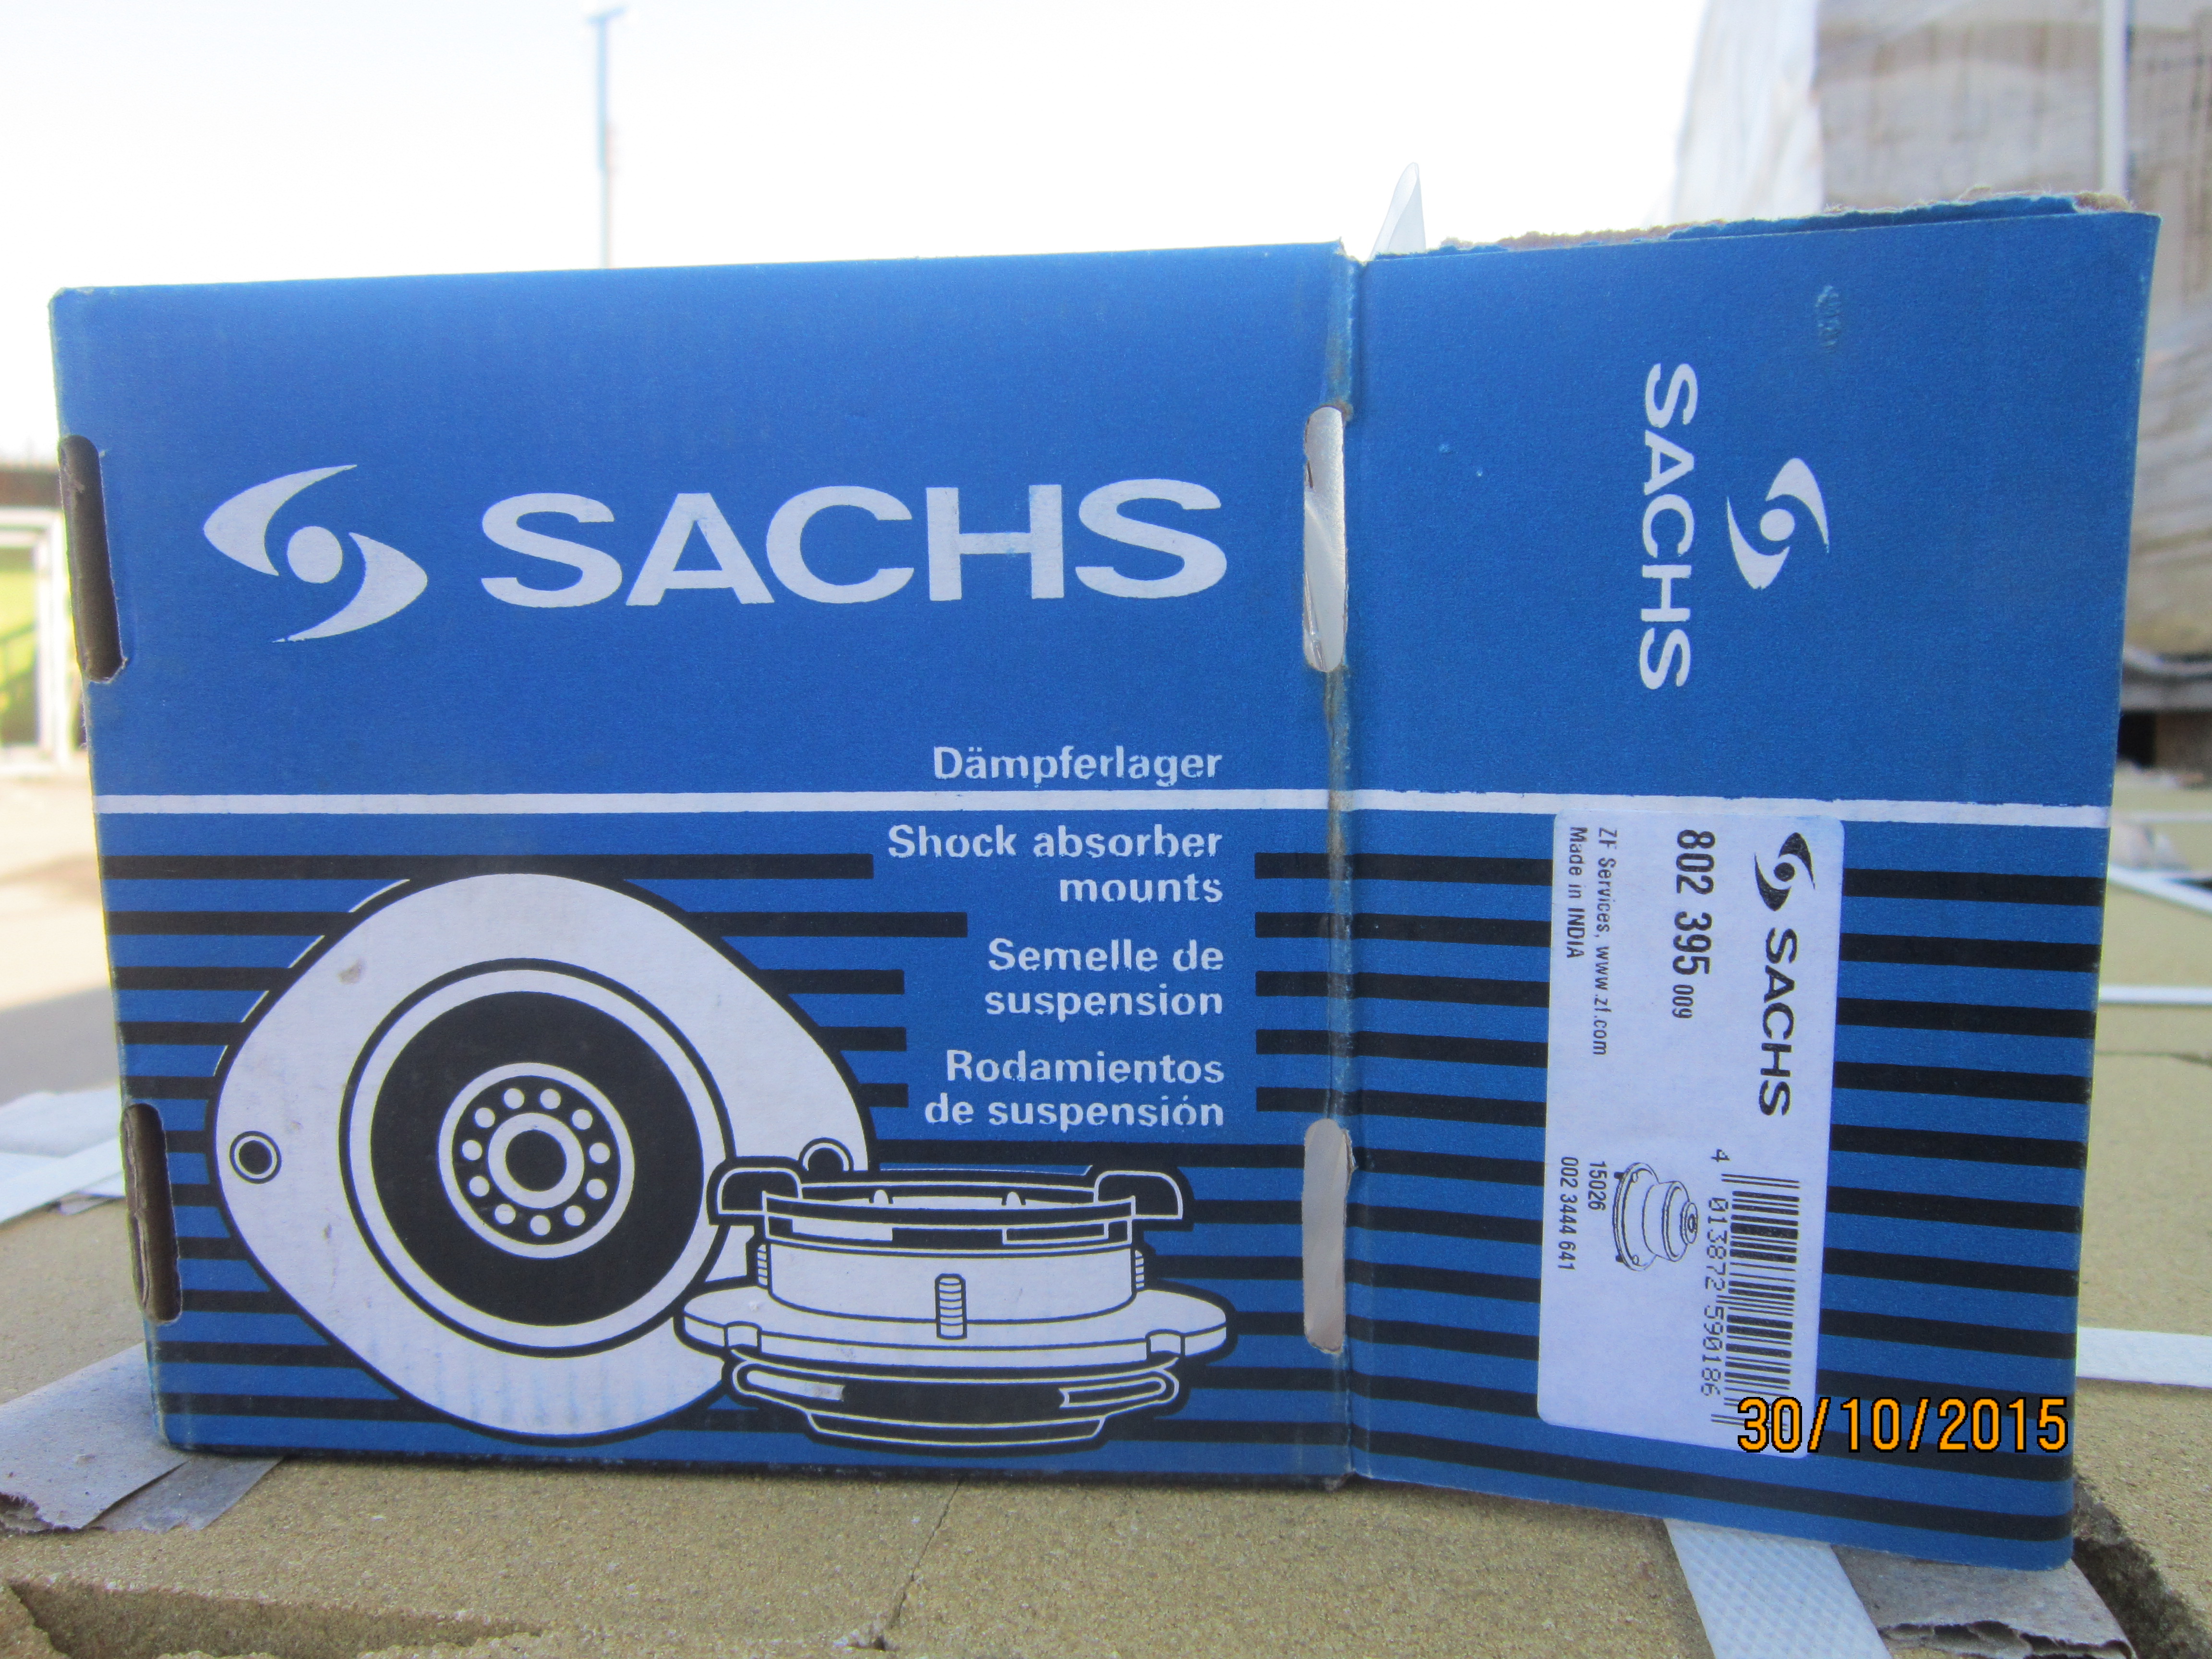 SACHS
Dämpferlager
Shock absorber
mounts
Semelle de
suspension
Rodamientos
de suspensión
SACHS
SACHS
802 395 009
ZF Services, www.zf.com
Made in INDIA
4 013872 590186
15026
002 3444 641
30/10/2015